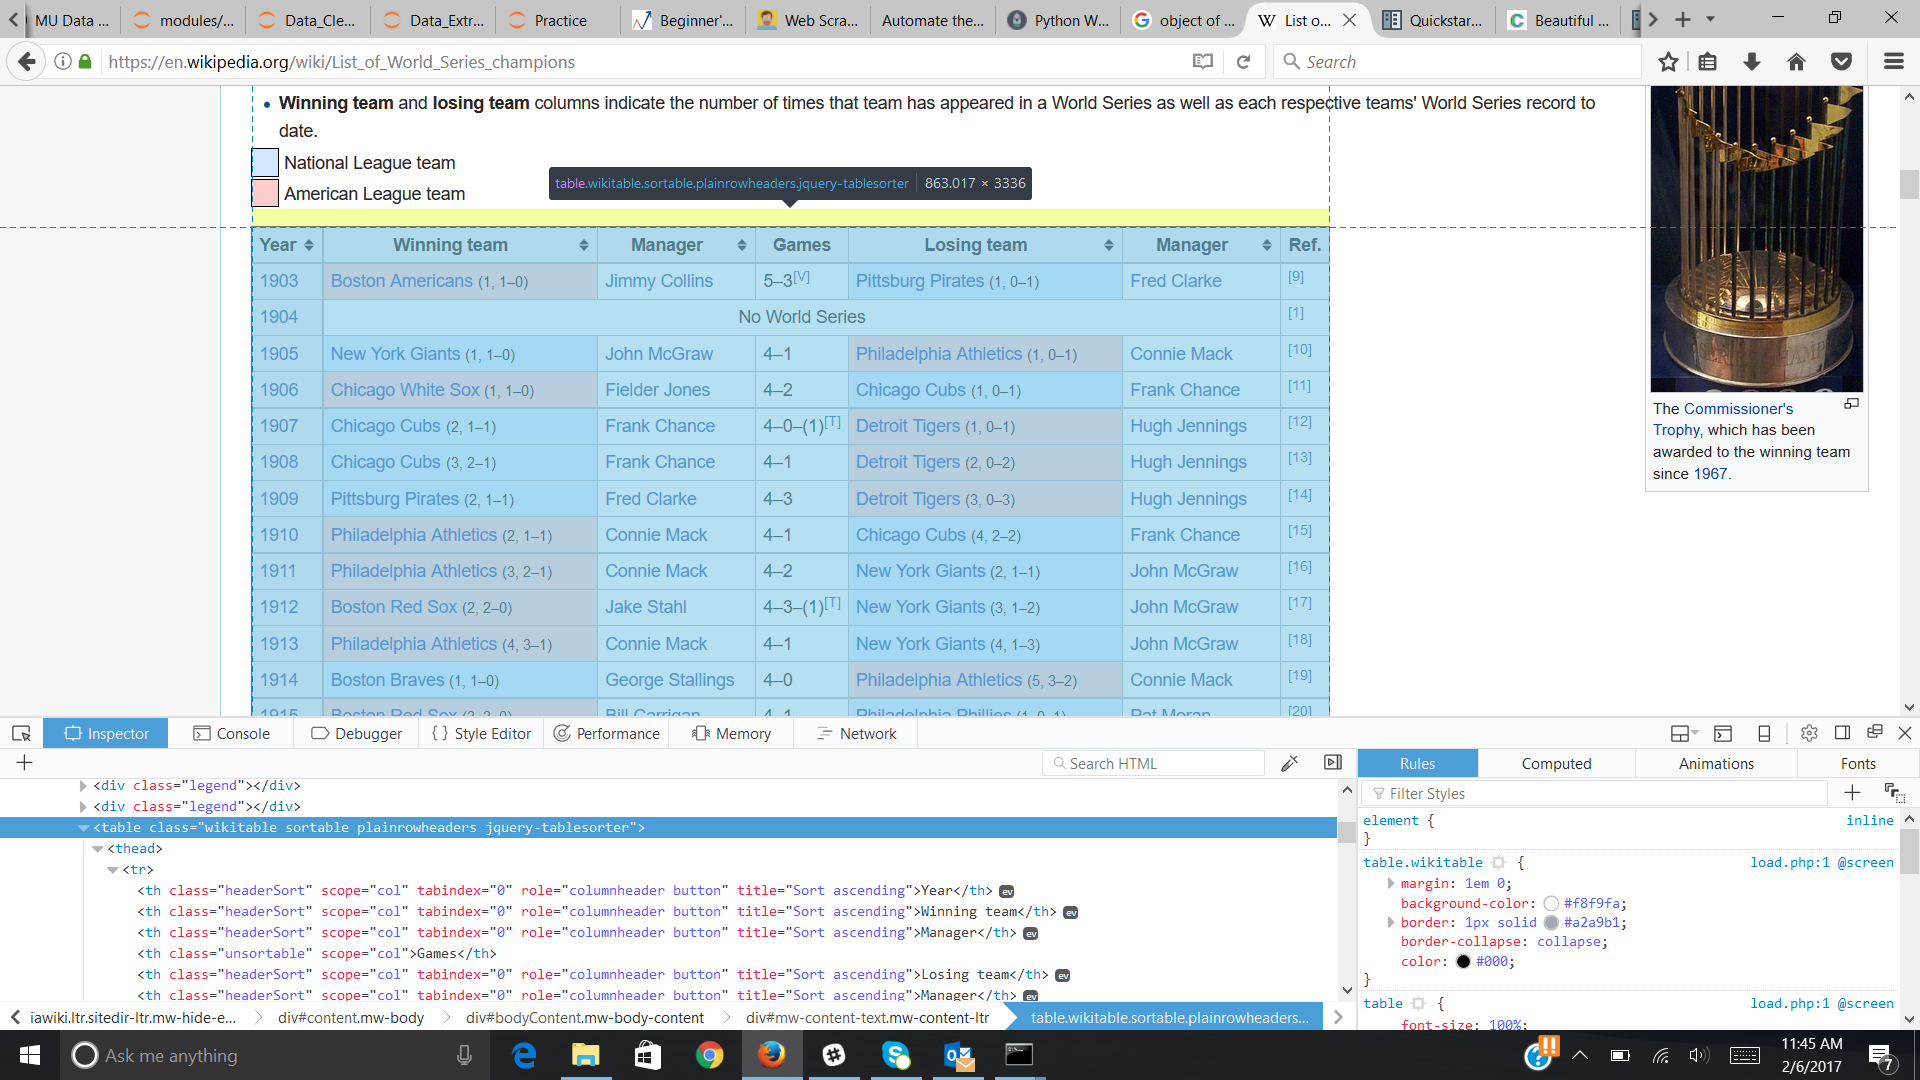 MU Data ...
modules/...
Data_Cle...
Data_Extr...
Practice
Beginner'...
Web Scra...
Automate the...
Python W...
object of ...
List o...
Quickstar...
Beautiful ...
https://en.wikipedia.org/wiki/List_of_World_Series_champions
Search
Winning team and losing team columns indicate the number of times that team has appeared in a World Series as well as each respective teams' World Series record to
date.
National League team
American League team
table.wikitable.sortable.plainrowheaders.jquery-tablesorter 863.017 × 3336
Year Winning team Manager Games Losing team Manager Ref.
1903 Boston Americans (1, 1–0) Jimmy Collins 5–3[V] Pittsburg Pirates (1, 0–1) Fred Clarke [9]
1904 No World Series [1]
1905 New York Giants (1, 1–0) John McGraw 4–1 Philadelphia Athletics (1, 0–1) Connie Mack [10]
1906 Chicago White Sox (1, 1–0) Fielder Jones 4–2 Chicago Cubs (1, 0–1) Frank Chance [11]
1907 Chicago Cubs (2, 1–1) Frank Chance 4–0–(1)[T] Detroit Tigers (1, 0–1) Hugh Jennings [12]
1908 Chicago Cubs (3, 2–1) Frank Chance 4–1 Detroit Tigers (2, 0–2) Hugh Jennings [13]
1909 Pittsburg Pirates (2, 1–1) Fred Clarke 4–3 Detroit Tigers (3, 0–3) Hugh Jennings [14]
1910 Philadelphia Athletics (2, 1–1) Connie Mack 4–1 Chicago Cubs (4, 2–2) Frank Chance [15]
1911 Philadelphia Athletics (3, 2–1) Connie Mack 4–2 New York Giants (2, 1–1) John McGraw [16]
1912 Boston Red Sox (2, 2–0) Jake Stahl 4–3–(1)[T] New York Giants (3, 1–2) John McGraw [17]
1913 Philadelphia Athletics (4, 3–1) Connie Mack 4–1 New York Giants (4, 1–3) John McGraw [18]
1914 Boston Braves (1, 1–0) George Stallings 4–0 Philadelphia Athletics (5, 3–2) Connie Mack [19]
1915 Boston Red Sox (3, 3–0) Bill Carrigan 4–1 Philadelphia Phillies (1, 0–1) Pat Moran [20]
The Commissioner's
Trophy, which has been
awarded to the winning team
since 1967.
Inspector Console Debugger Style Editor Performance Memory Network
Search HTML
Rules Computed Animations Fonts
Filter Styles
<div class="legend"></div>
<div class="legend"></div>
<table class="wikitable sortable plainrowheaders jquery-tablesorter">
<thead>
<tr>
<th class="headerSort" scope="col" tabindex="0" role="columnheader button" title="Sort ascending">Year</th> ev
<th class="headerSort" scope="col" tabindex="0" role="columnheader button" title="Sort ascending">Winning team</th> ev
<th class="headerSort" scope="col" tabindex="0" role="columnheader button" title="Sort ascending">Manager</th> ev
<th class="unsortable" scope="col">Games</th>
<th class="headerSort" scope="col" tabindex="0" role="columnheader button" title="Sort ascending">Losing team</th> ev
<th class="headerSort" scope="col" tabindex="0" role="columnheader button" title="Sort ascending">Manager</th> ev
element { inline
}
table.wikitable { load.php:1 @screen
margin: 1em 0;
background-color: #f8f9fa;
border: 1px solid #a2a9b1;
border-collapse: collapse;
color: #000;
}
table { load.php:1 @screen
font-size: 100%;
iawiki.ltr.sitedir-ltr.mw-hide-e... div#content.mw-body div#bodyContent.mw-body-content div#mw-content-text.mw-content-ltr table.wikitable.sortable.plainrowheaders...
Ask me anything
11:45 AM
2/6/2017
7